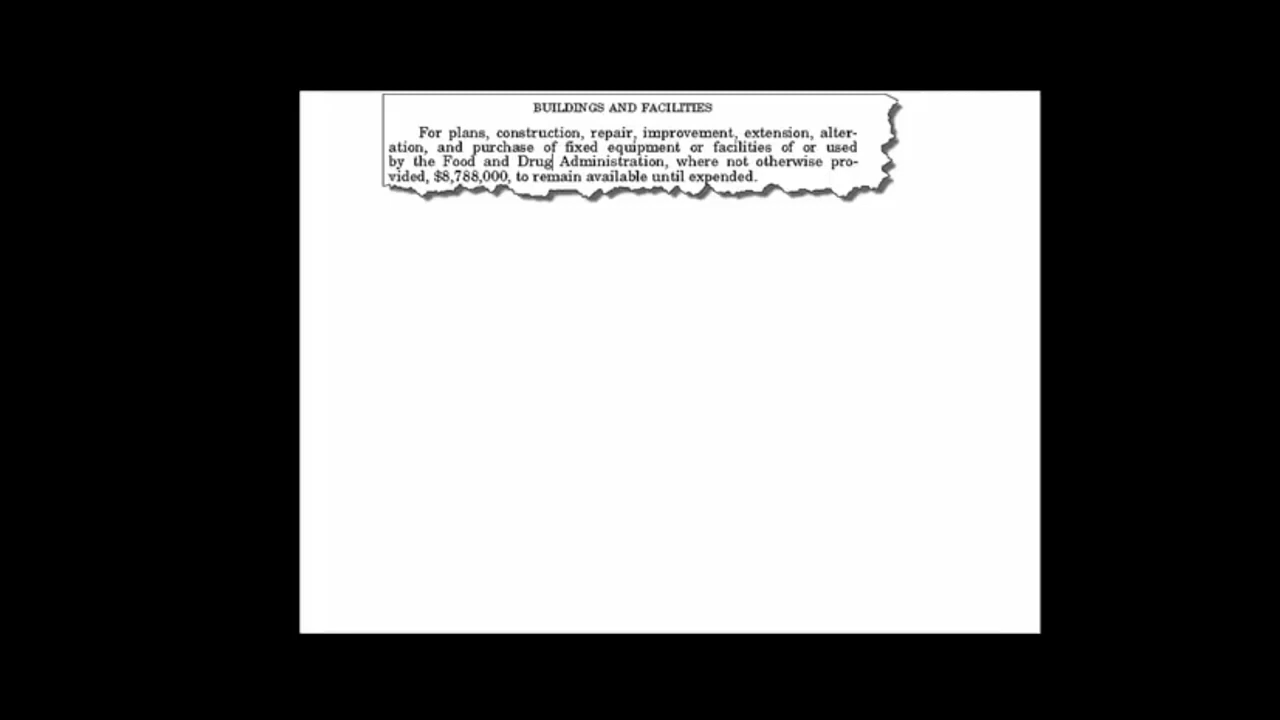 BUILDINGS AND FACILITIES
For plans, construction, repair, improvement, extension, alter-
ation, and purchase of fixed equipment or facilities of or used
by the Food and Drug Administration, where not otherwise pro-
vided, $8,788,000, to remain available until expended.